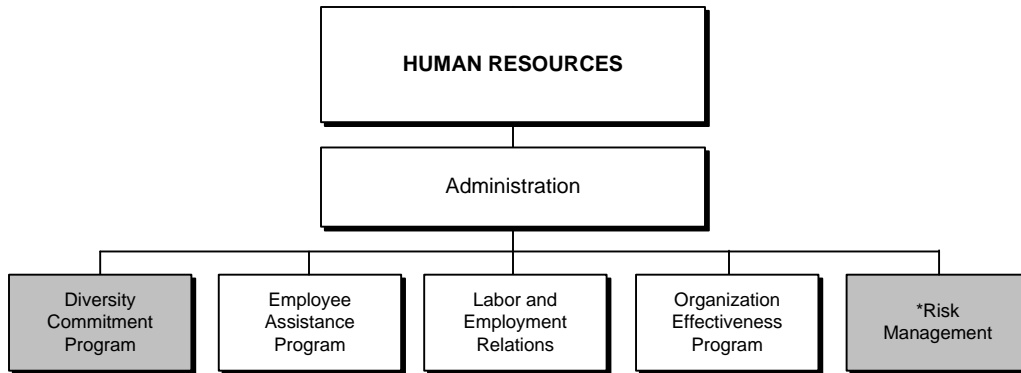 HUMAN RESOURCES
Administration
Diversity
Commitment
Program
Employee
Assistance
Program
Labor and
Employment
Relations
Organization
Effectiveness
Program
*Risk
Management